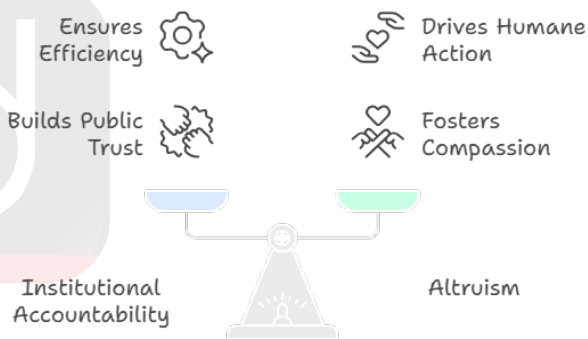 Ensures
Efficiency
Drives Humane
Action
Builds Public
Trust
Fosters
Compassion
Institutional
Accountability
Altruism